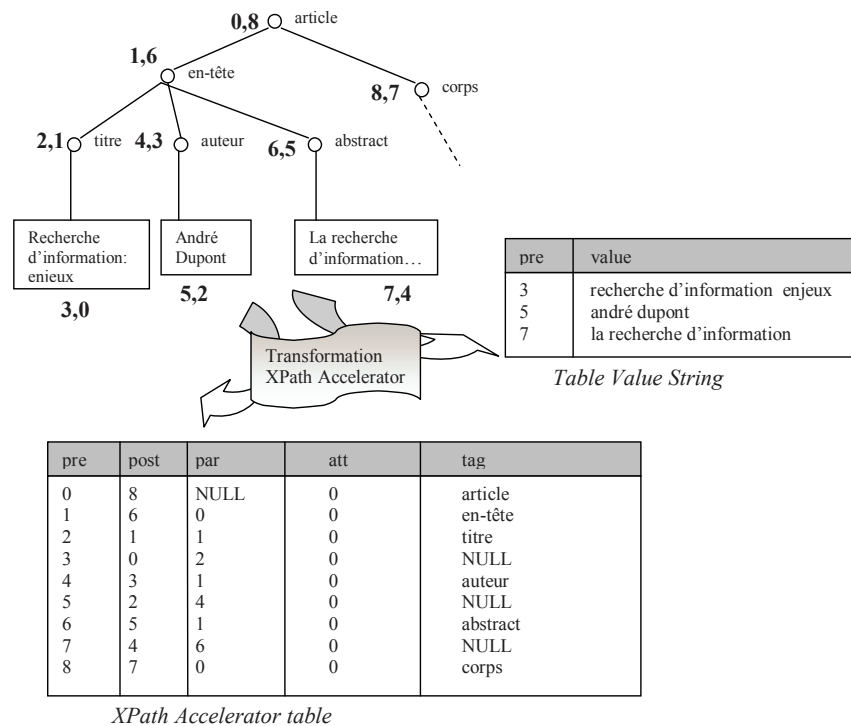 0,8 article
1,6 en-tête
8,7 corps
2,1 titre 4,3 auteur 6,5 abstract
Recherche
d'information:
enieux
André
Dupont
La recherche
d'information…
3,0 5,2 7,4
pre value
3 recherche d'information enjeux
5 andré dupont
7 la recherche d'information
Table Value String
Transformation
XPath Accelerator
pre post par att tag
0 8 NULL 0 article
1 6 0 0 en-tête
2 1 1 0 titre
3 0 2 0 NULL
4 3 1 0 auteur
5 2 4 0 NULL
6 5 1 0 abstract
7 4 6 0 NULL
8 7 0 0 corps
XPath Accelerator table